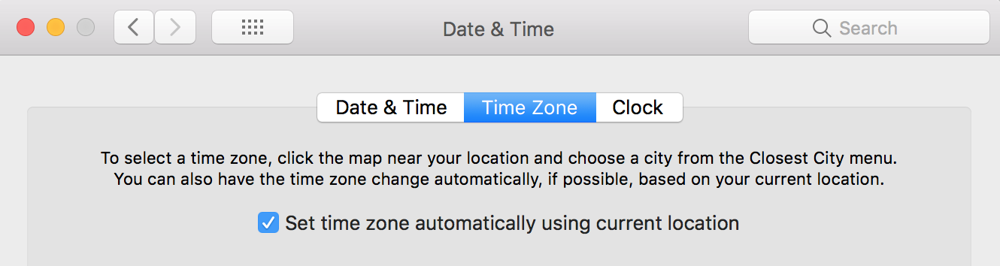 Date & Time
Search
Date & Time
Time Zone
Clock
To select a time zone, click the map near your location and choose a city from the Closest City menu.
You can also have the time zone change automatically, if possible, based on your current location.
Set time zone automatically using current location